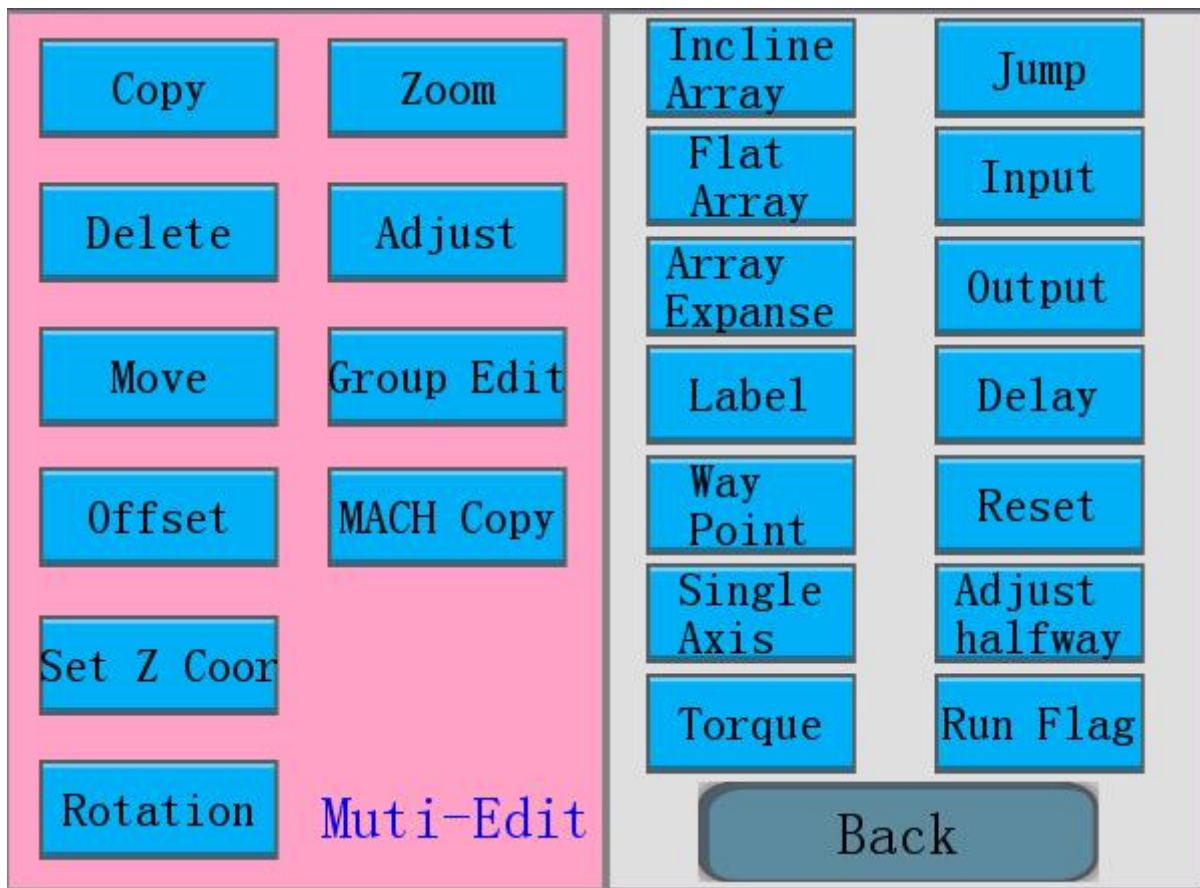 Copy
Zoom
Delete
Adjust
Move
Group Edit
Offset
MACH Copy
Set Z Coor
Rotation
Muti-Edit
Incline
Array
Jump
Flat
Array
Input
Array
Expanse
Output
Label
Delay
Way
Point
Reset
Single
Axis
Adjust
halfway
Torque
Run Flag
Back